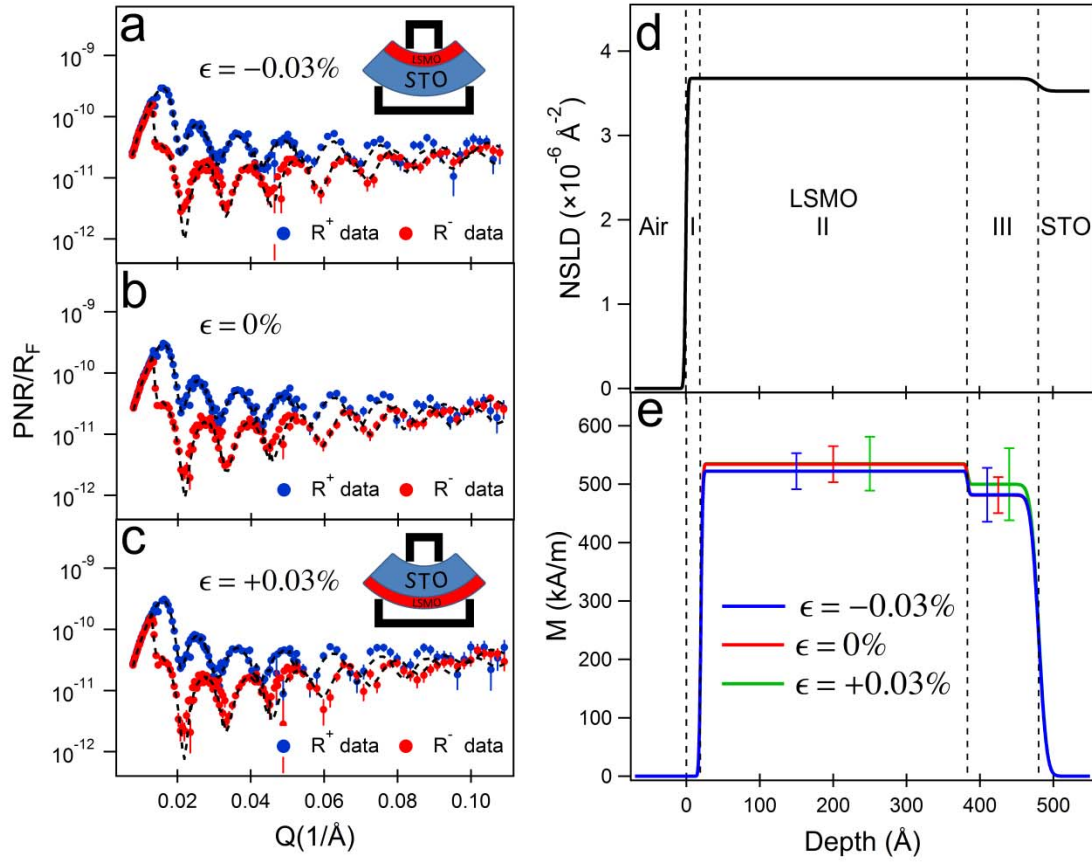 a
ϵ = −0.03%
LSMO
STO
10⁻⁹
10⁻¹⁰
10⁻¹¹
10⁻¹²
R⁺ data
R⁻ data
b
ϵ = 0%
10⁻⁹
10⁻¹⁰
10⁻¹¹
10⁻¹²
R⁺ data
R⁻ data
PNR/R_F
c
ϵ = +0.03%
STO
LSMO
10⁻⁹
10⁻¹⁰
10⁻¹¹
10⁻¹²
R⁺ data
R⁻ data
0.02 0.04 0.06 0.08 0.10
Q(1/Å)
d
NSLD (×10⁻⁶ Å⁻²)
4
3
2
1
0
LSMO
Air I II III STO
e
M (kA/m)
600
500
400
300
200
100
0
ϵ = −0.03%
ϵ = 0%
ϵ = +0.03%
0 100 200 300 400 500
Depth (Å)